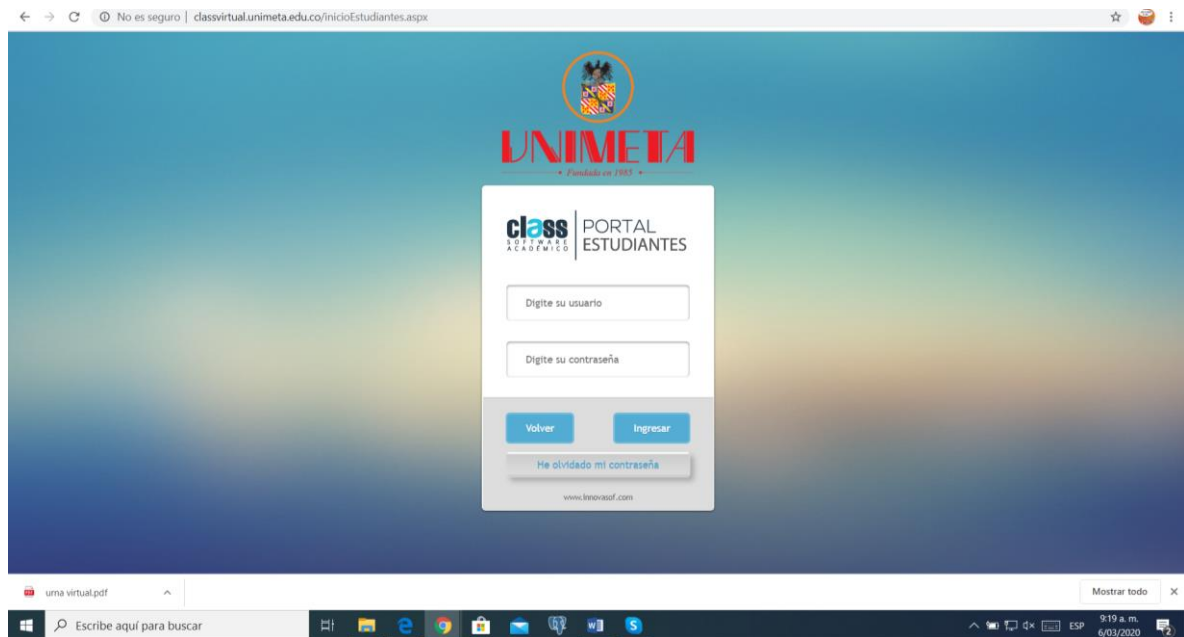 No es seguro | classvirtual.unimeta.edu.co/inicioEstudiantes.aspx
UNIMETA
• Fundada en 1985 •
class
SOFTWARE
ACADÉMICO
PORTAL
ESTUDIANTES
Digite su usuario
Digite su contraseña
Volver
Ingresar
He olvidado mi contraseña
www.innovasof.com
urna virtual.pdf
Mostrar todo
Escribe aquí para buscar
ESP
9:19 a. m.
6/03/2020
2